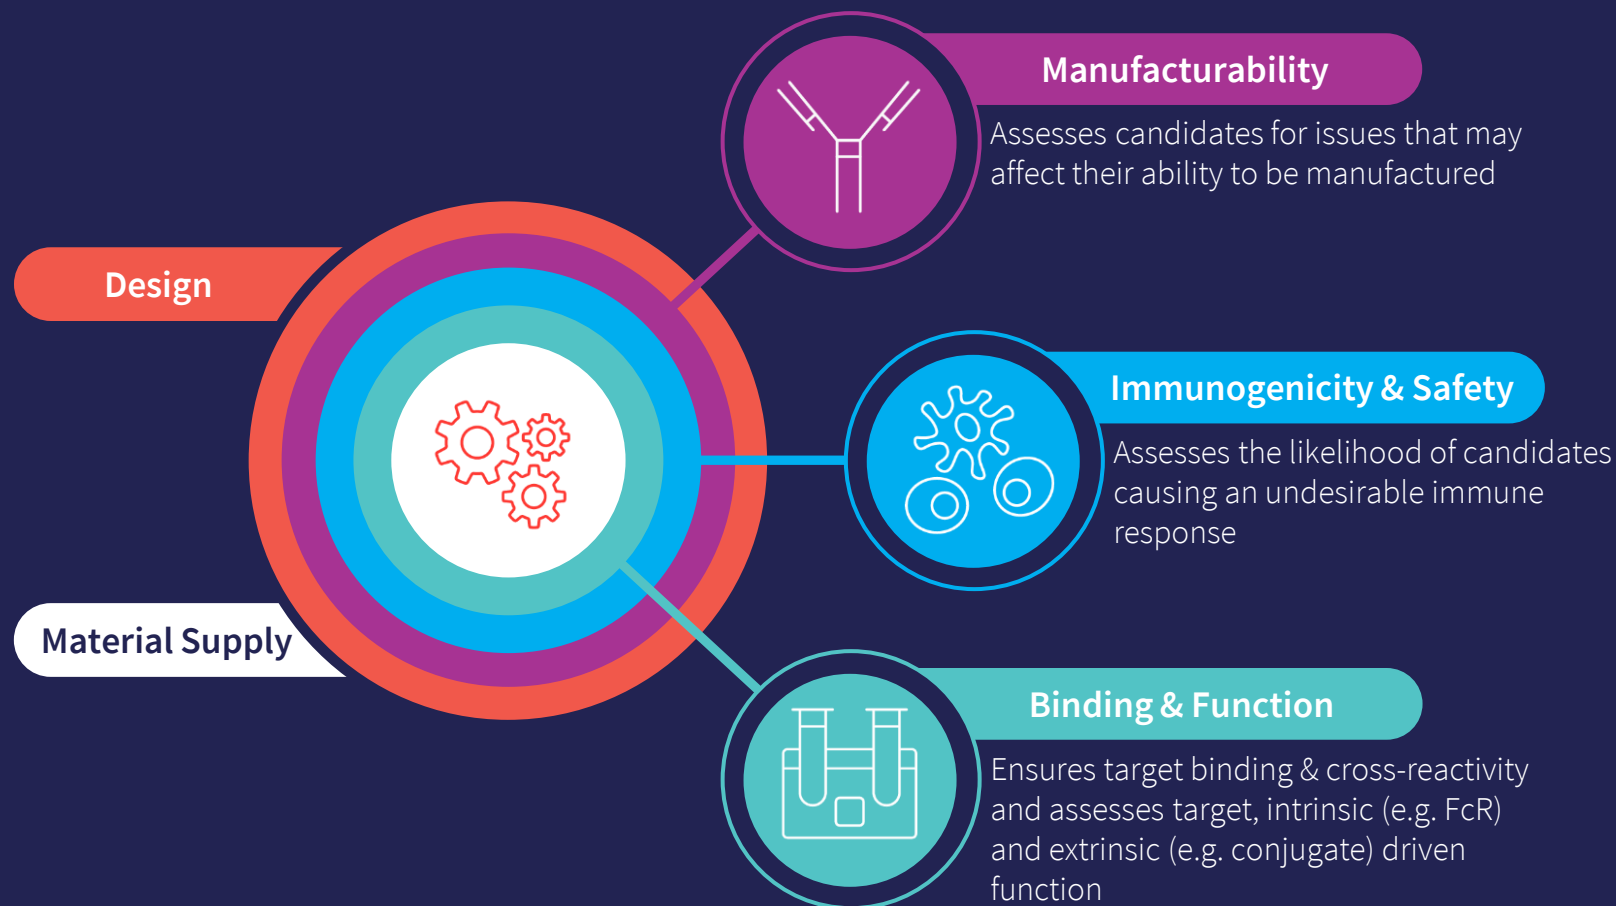 Manufacturability
Assesses candidates for issues that may
affect their ability to be manufactured
Design
Immunogenicity & Safety
Assesses the likelihood of candidates
causing an undesirable immune
response
Material Supply
Binding & Function
Ensures target binding & cross-reactivity
and assesses target, intrinsic (e.g. FcR)
and extrinsic (e.g. conjugate) driven
function